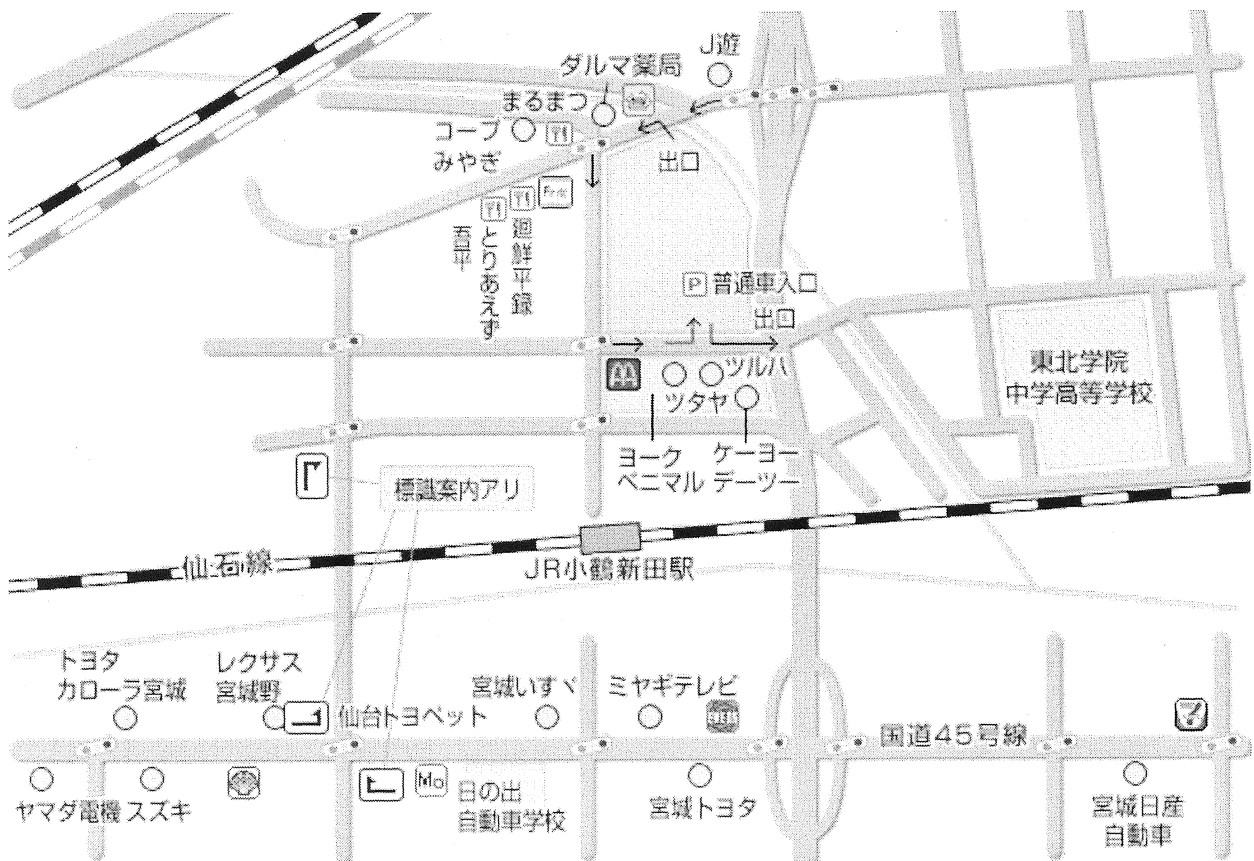 J遊
ダルマ薬局
まるまつ
コープ
みやぎ
出口
廻鮮平録
とりあえず
吾平
P 普通車入口
出口
ツルハ
ツタヤ
ヨーク
ベニマル
ケーヨー
デーツー
東北学院
中学高等学校
標識案内アリ
仙石線
JR小鶴新田駅
トヨタ
カローラ宮城
レクサス
宮城野
仙台トヨペット
宮城いすゞ
ミヤギテレビ
国道45号線
ヤマダ電機
スズキ
日の出
自動車学校
宮城トヨタ
宮城日産
自動車